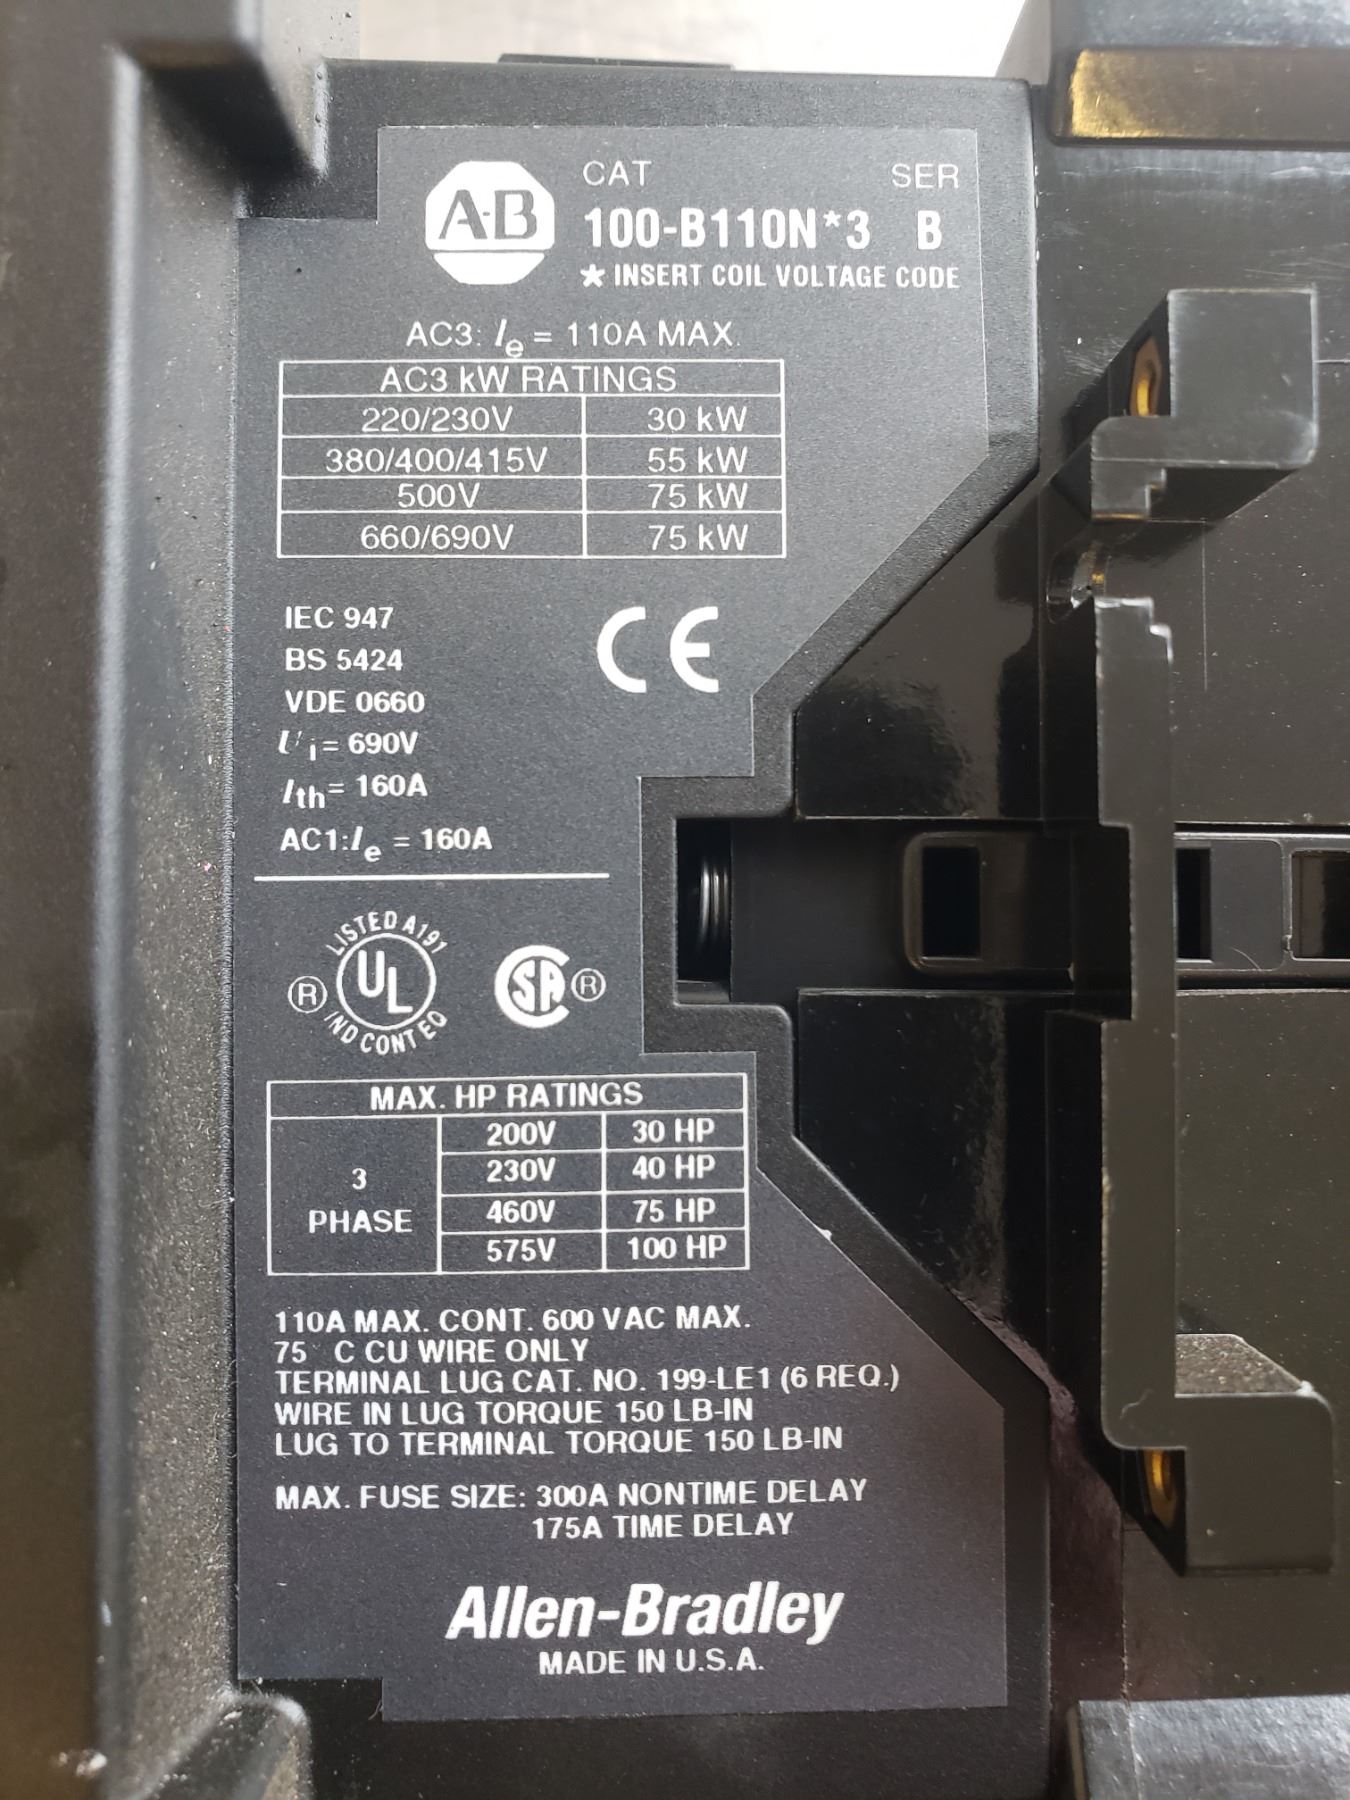 A-B
CAT SER
100-B110N*3 B
* INSERT COIL VOLTAGE CODE
AC3: Ie = 110A MAX.
AC3 kW RATINGS
220/230V 30 kW
380/400/415V 55 kW
500V 75 kW
660/690V 75 kW
IEC 947
BS 5424
VDE 0660
CE
Ui = 690V
Ith = 160A
AC1: Ie = 160A
LISTED A191
UL ®
IND CONT EQ
SA ®
MAX. HP RATINGS
3 PHASE
200V 30 HP
230V 40 HP
460V 75 HP
575V 100 HP
110A MAX. CONT. 600 VAC MAX.
75° C CU WIRE ONLY
TERMINAL LUG CAT. NO. 199-LE1 (6 REQ.)
WIRE IN LUG TORQUE 150 LB-IN
LUG TO TERMINAL TORQUE 150 LB-IN
MAX. FUSE SIZE: 300A NONTIME DELAY
175A TIME DELAY
Allen-Bradley
MADE IN U.S.A.